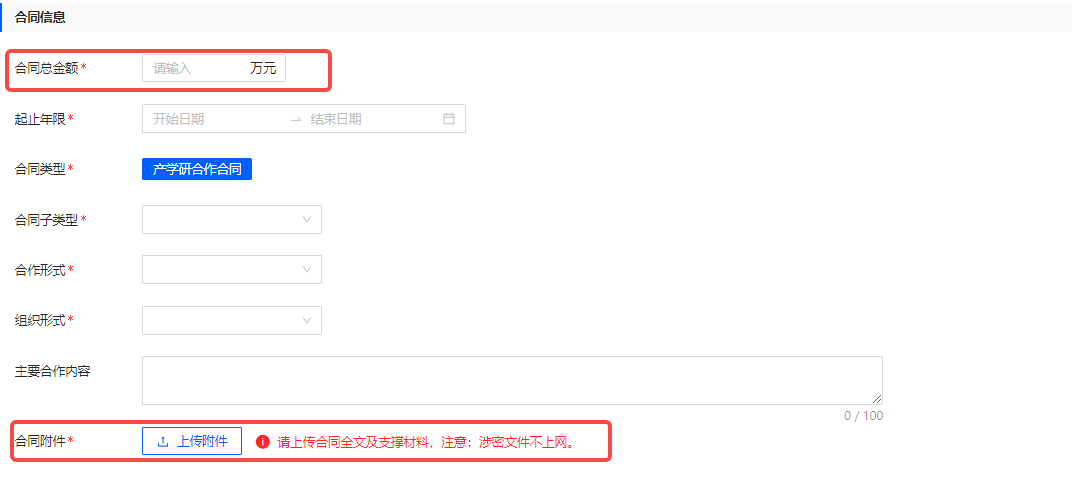 合同信息
合同总金额* 请输入 万元
起止年限* 开始日期 → 结束日期
合同类型* 产学研合作合同
合同子类型*
合作形式*
组织形式*
主要合作内容
0 / 100
合同附件* 上传附件 请上传合同全文及支撑材料，注意：涉密文件不上网。